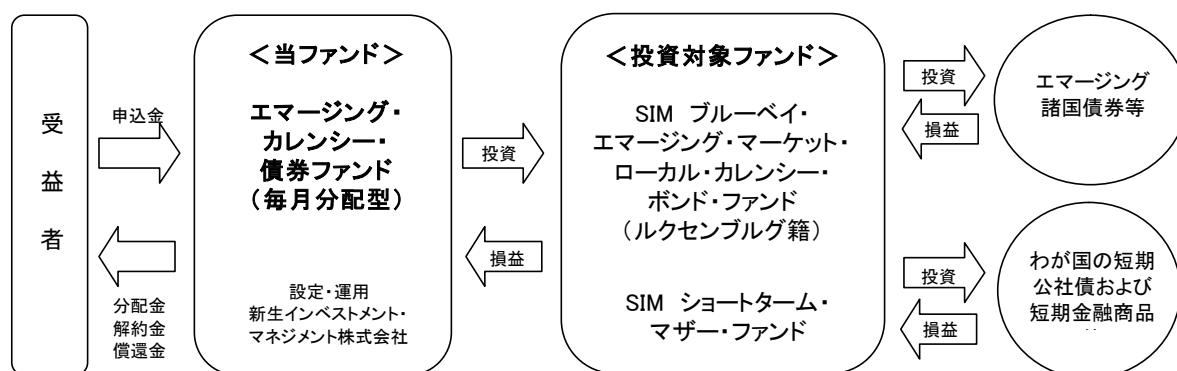 受
益
者
申込金
分配金
解約金
償還金
＜当ファンド＞
エマージング・
カレンシー・
債券ファンド
（毎月分配型）
設定・運用
新生インベストメント・
マネジメント株式会社
投資
損益
＜投資対象ファンド＞
SIM ブルーベイ・
エマージング・マーケット・
ローカル・カレンシー・
ボンド・ファンド
（ルクセンブルグ籍）
SIM ショートターム・
マザー・ファンド
投資
損益
エマージング
諸国債券等
投資
損益
わが国の短期
公社債および
短期金融商品